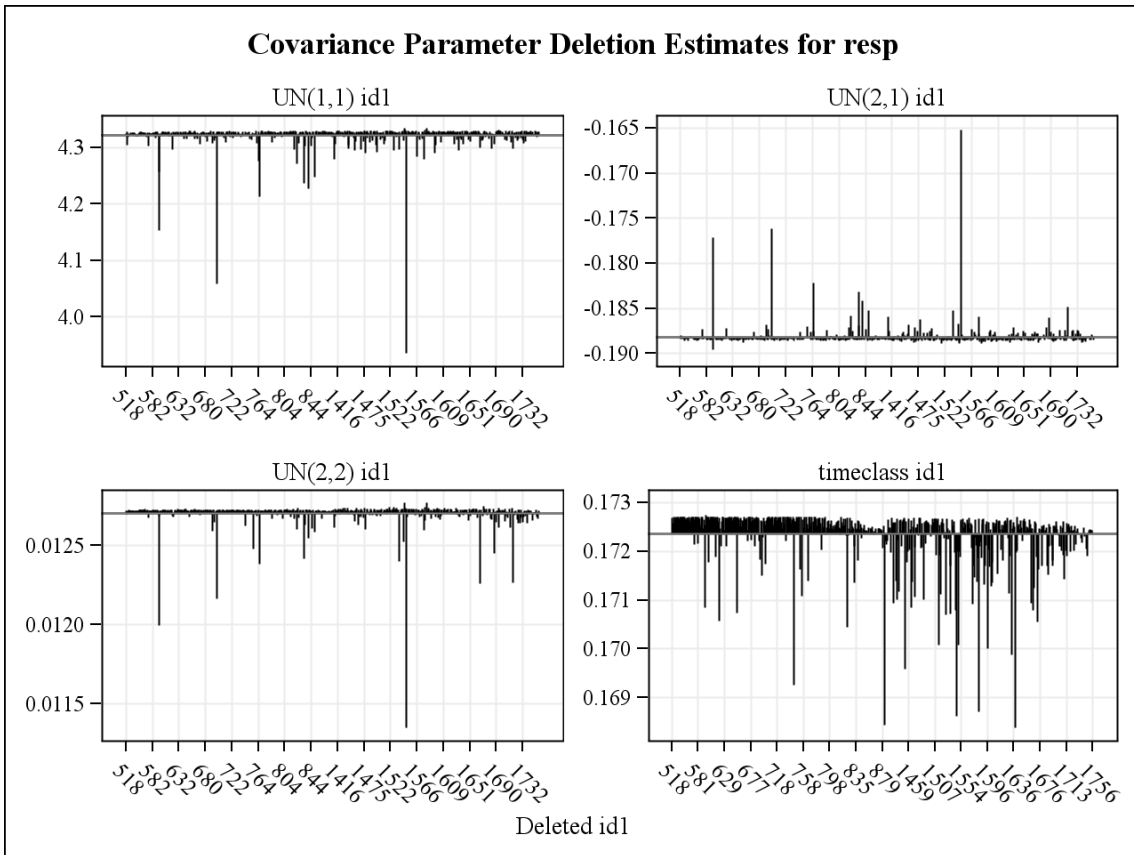 Covariance Parameter Deletion Estimates for resp
UN(1,1) id1
4.3
4.2
4.1
4.0
518 582 632 680 722 764 804 844 1416 1475 1522 1566 1609 1651 1690 1732
UN(2,1) id1
-0.165
-0.170
-0.175
-0.180
-0.185
-0.190
518 582 632 680 722 764 804 844 1416 1475 1522 1566 1609 1651 1690 1732
UN(2,2) id1
0.0125
0.0120
0.0115
518 582 632 680 722 764 804 844 1416 1475 1522 1566 1609 1651 1690 1732
timeclass id1
0.173
0.172
0.171
0.170
0.169
518 581 629 677 718 758 798 835 879 1459 1507 1554 1596 1636 1676 1713 1756
Deleted id1